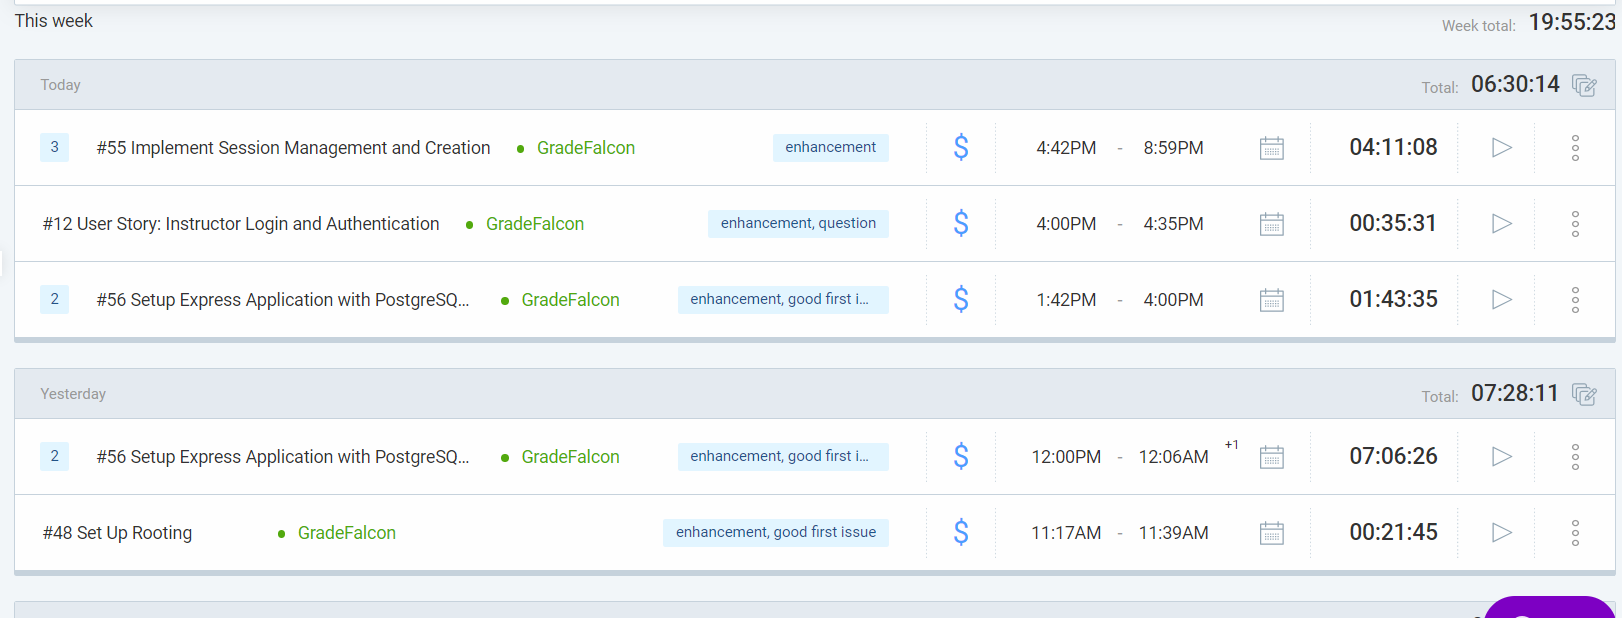 This week Week total: 19:55:23
Today Total: 06:30:14
3 #55 Implement Session Management and Creation • GradeFalcon enhancement $ 4:42PM - 8:59PM 04:11:08
#12 User Story: Instructor Login and Authentication • GradeFalcon enhancement, question $ 4:00PM - 4:35PM 00:35:31
2 #56 Setup Express Application with PostgreSQ... • GradeFalcon enhancement, good first i... $ 1:42PM - 4:00PM 01:43:35
Yesterday Total: 07:28:11
2 #56 Setup Express Application with PostgreSQ... • GradeFalcon enhancement, good first i... $ 12:00PM - 12:06AM +1 07:06:26
#48 Set Up Rooting • GradeFalcon enhancement, good first issue $ 11:17AM - 11:39AM 00:21:45